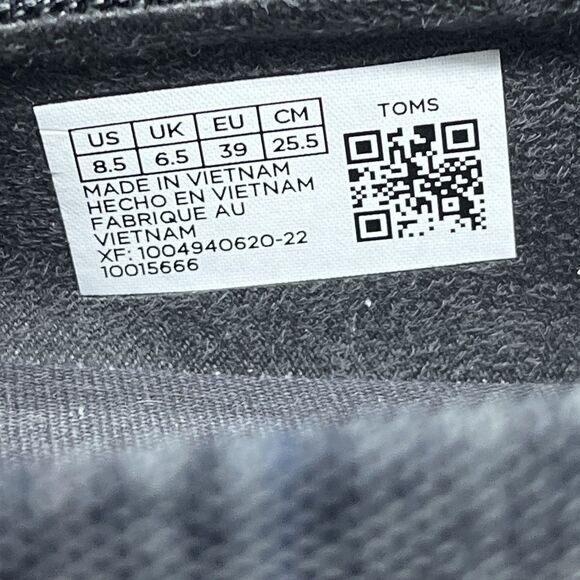 TOMS
US UK EU CM
8.5 6.5 39 25.5
MADE IN VIETNAM
HECHO EN VIETNAM
FABRIQUE AU
VIETNAM
XF: 1004940620-22
10015666